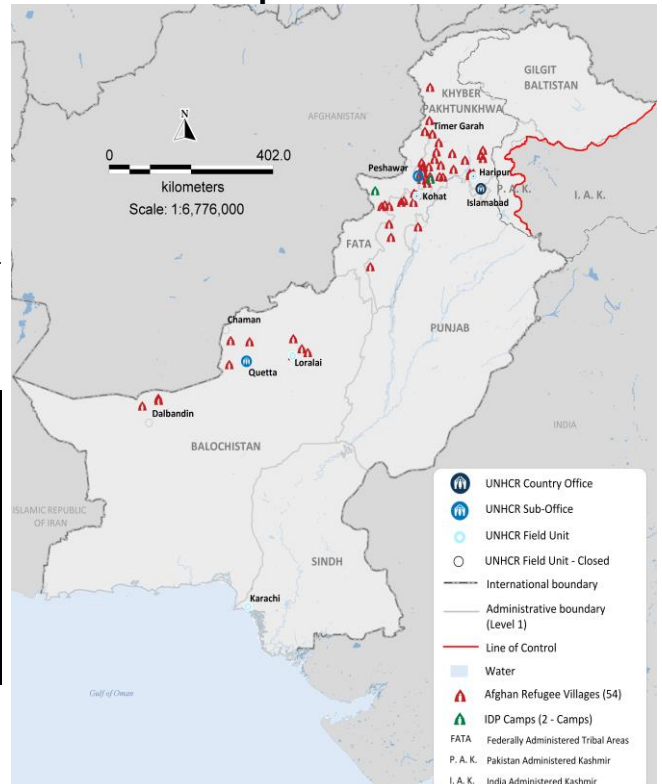 GILGIT
BALTISTAN
KHYBER
PAKHTUNKHWA
AFGHANISTAN
Timer Garah
N
0 402.0
kilometers
Scale: 1:6,776,000
Peshawar
Haripur
P. A. K.
I. A. K.
Islamabad
Kohat
FATA
PUNJAB
Chaman
Loralai
Quetta
Dalbandin
BALOCHISTAN
INDIA
ISLAMIC REPUBLIC
OF IRAN
SINDH
Karachi
Gulf of Oman
UNHCR Country Office
UNHCR Sub-Office
UNHCR Field Unit
UNHCR Field Unit - Closed
International boundary
Administrative boundary
(Level 1)
Line of Control
Water
Afghan Refugee Villages (54)
IDP Camps (2 - Camps)
FATA Federally Administered Tribal Areas
P. A. K. Pakistan Administered Kashmir
I. A. K. India Administered Kashmir